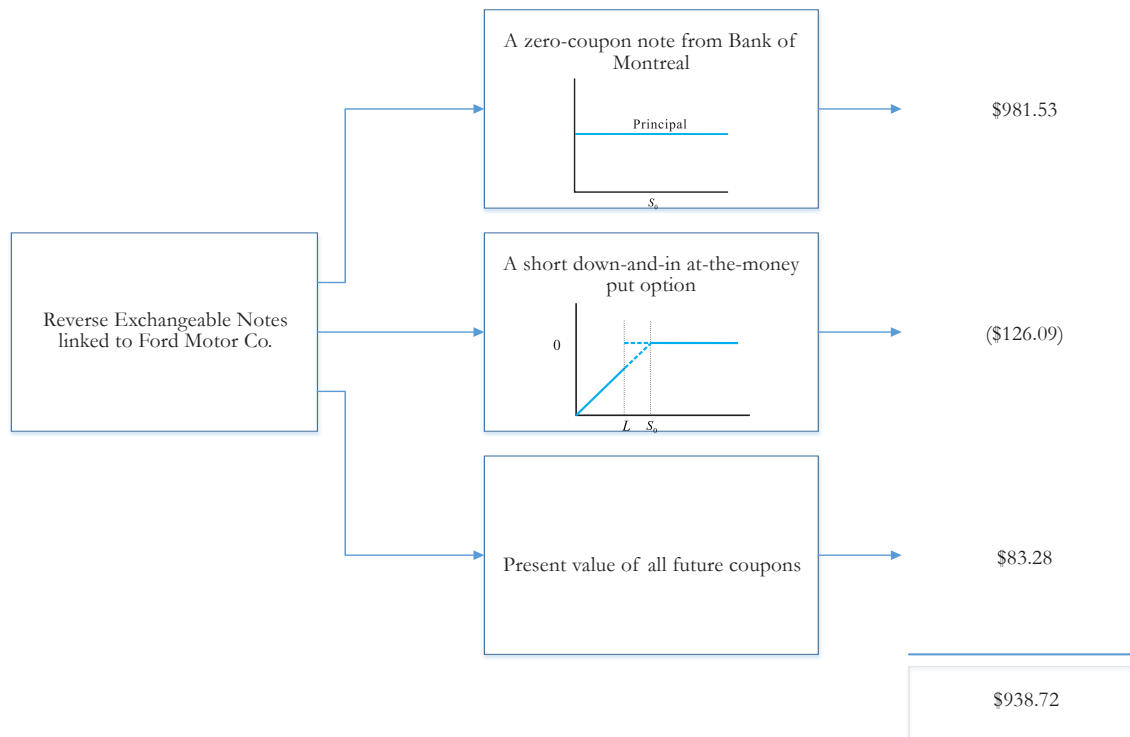 A zero-coupon note from Bank of
Montreal
Principal
S₀
$981.53
Reverse Exchangeable Notes
linked to Ford Motor Co.
A short down-and-in at-the-money
put option
0
L S₀
($126.09)
Present value of all future coupons
$83.28
$938.72